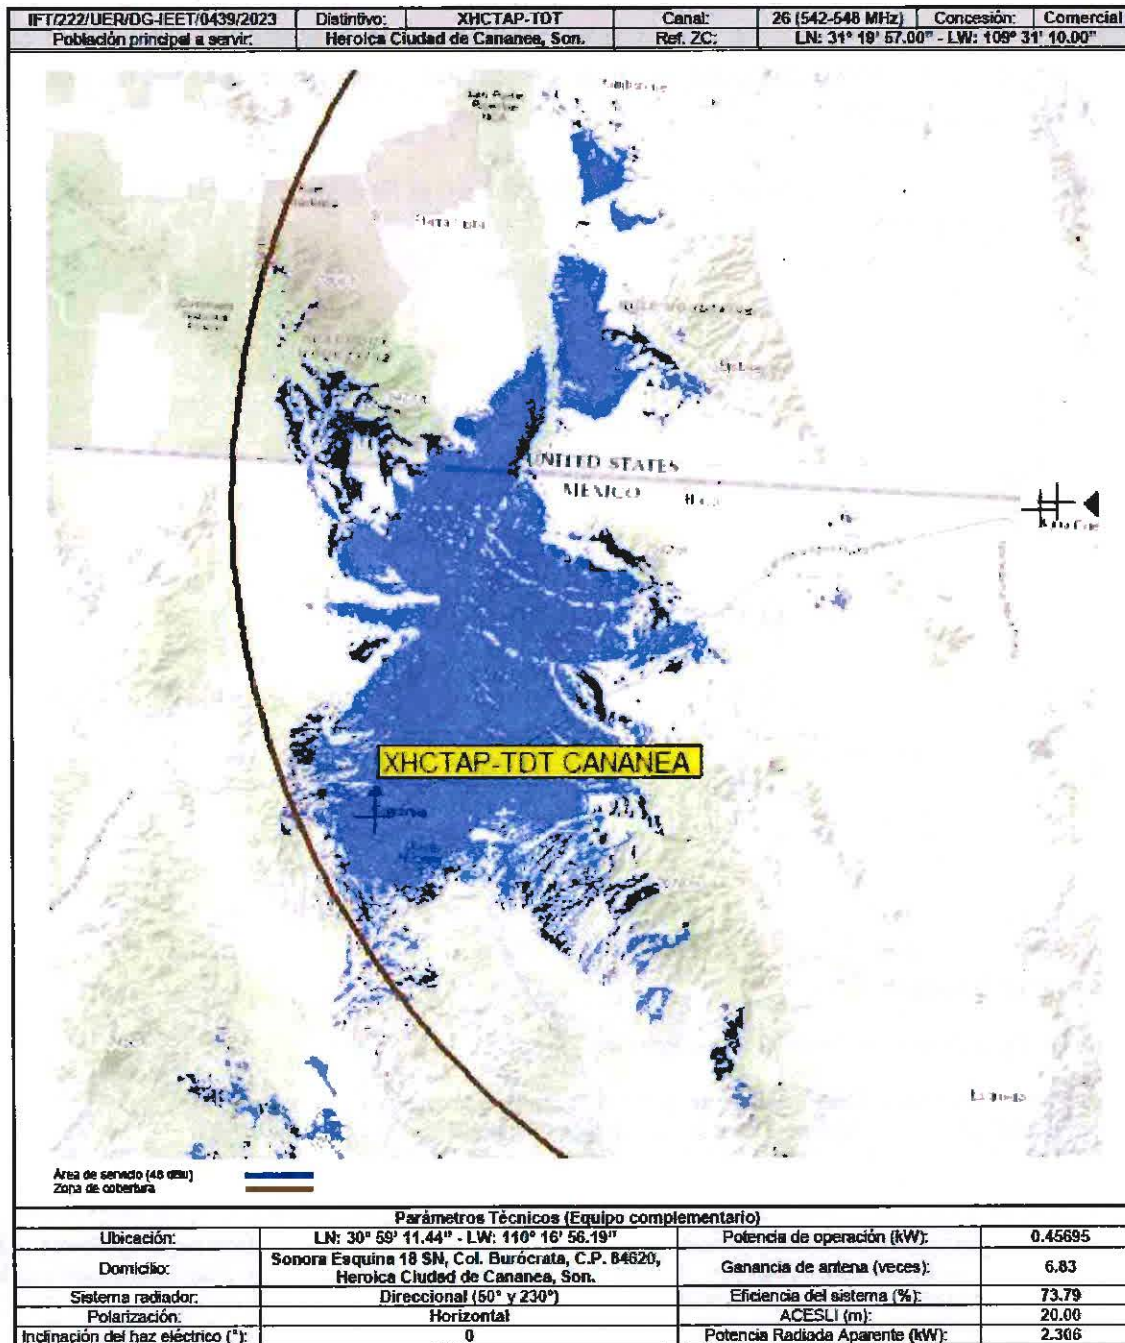 IFT/222/UER/DG-IEET/0439/2023 Distintivo: XHCTAP-TDT Canal: 26 (542-548 MHz) Concesión: Comercial
Población principal a servir: Heroica Ciudad de Cananea, Son. Ref. ZC: LN: 31° 19' 57.00" - LW: 109° 31' 10.00"
UNITED STATES
MEXICO
XHCTAP-TDT CANANEA
Área de servicio (48 dBu)
Zona de cobertura
Parámetros Técnicos (Equipo complementario)
Ubicación: LN: 30° 59' 11.44" - LW: 110° 16' 56.19" Potencia de operación (kW): 0.45695
Domicilio: Sonora Esquina 18 SN, Col. Burócrata, C.P. 84620, Heroica Ciudad de Cananea, Son. Ganancia de antena (veces): 6.83
Sistema radiador: Direccional (50° y 230°) Eficiencia del sistema (%): 73.79
Polarización: Horizontal ACESLI (m): 20.00
Inclinación del haz eléctrico (°): 0 Potencia Radiada Aparente (kW): 2.306